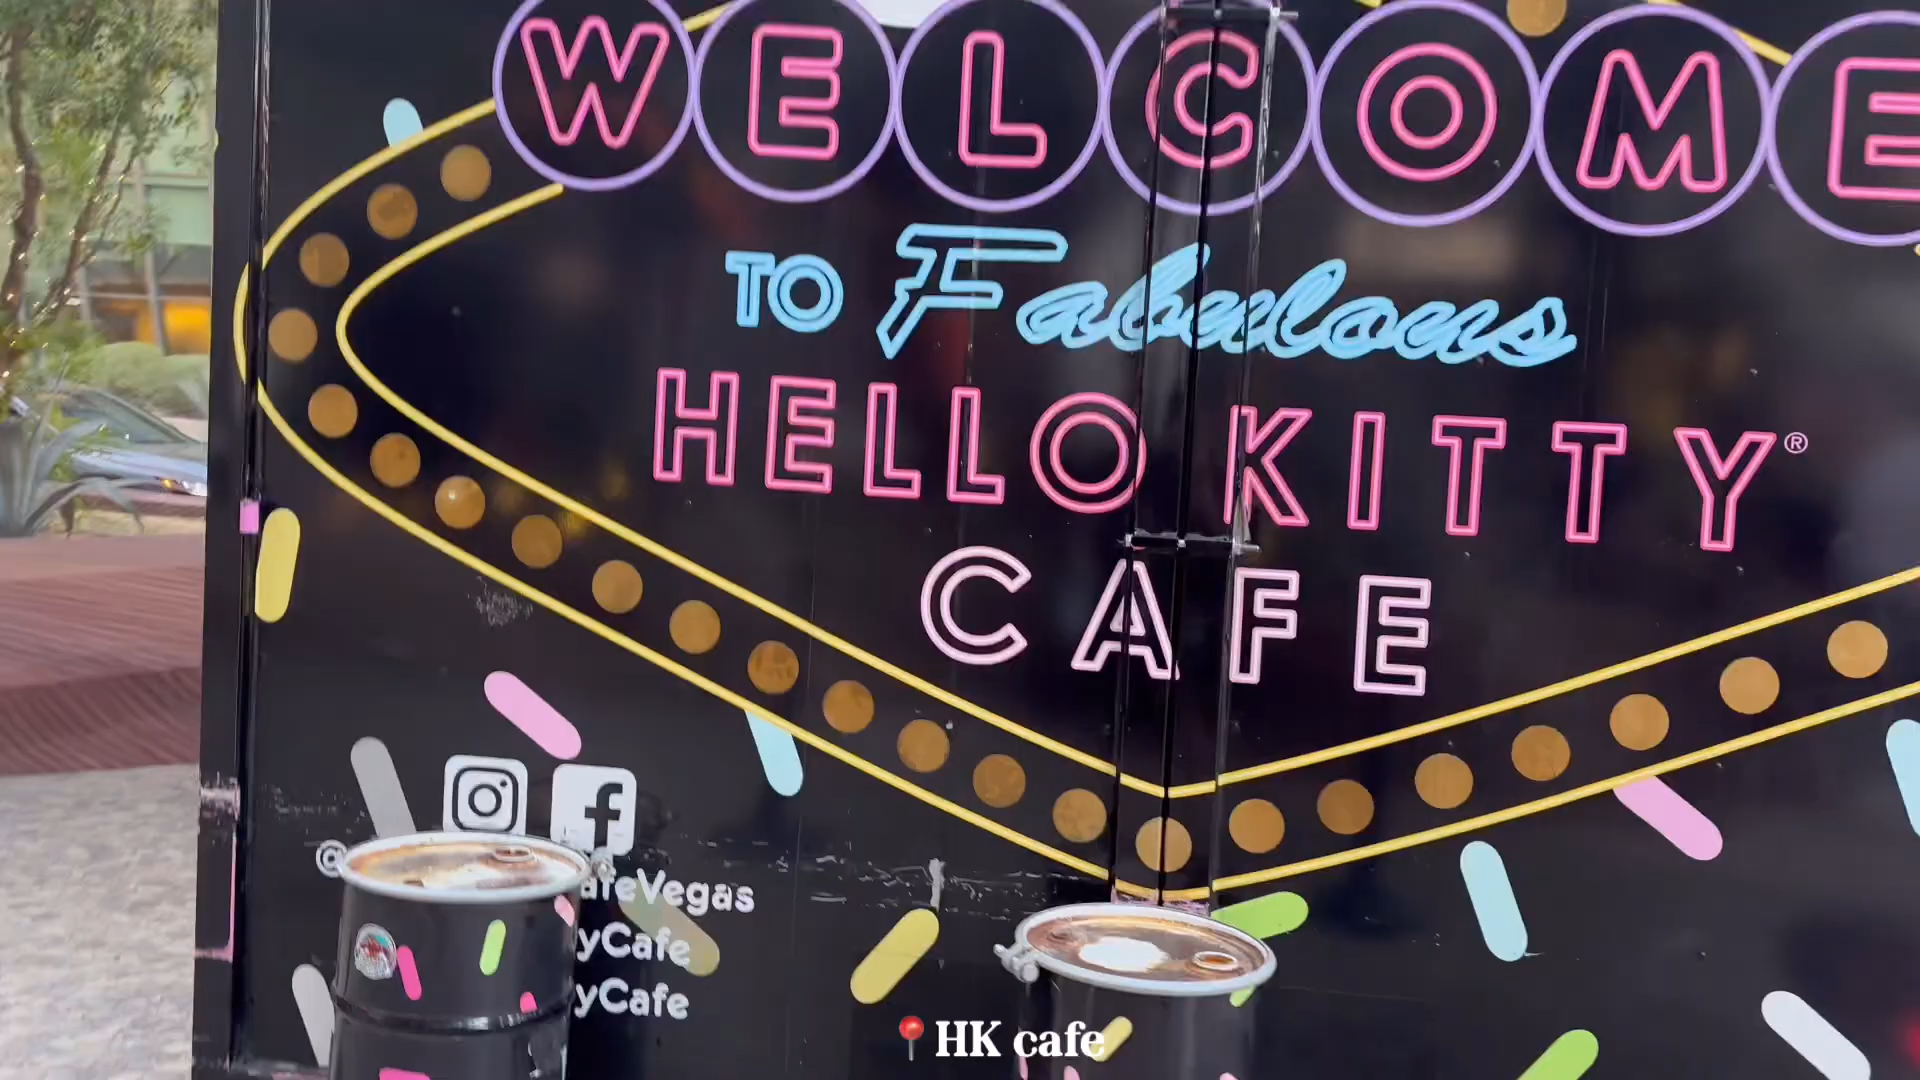 WELCOME
TO Fabulous
HELLO KITTY®
CAFE
@
afeVegas
yCafe
yCafe
📍HK cafe